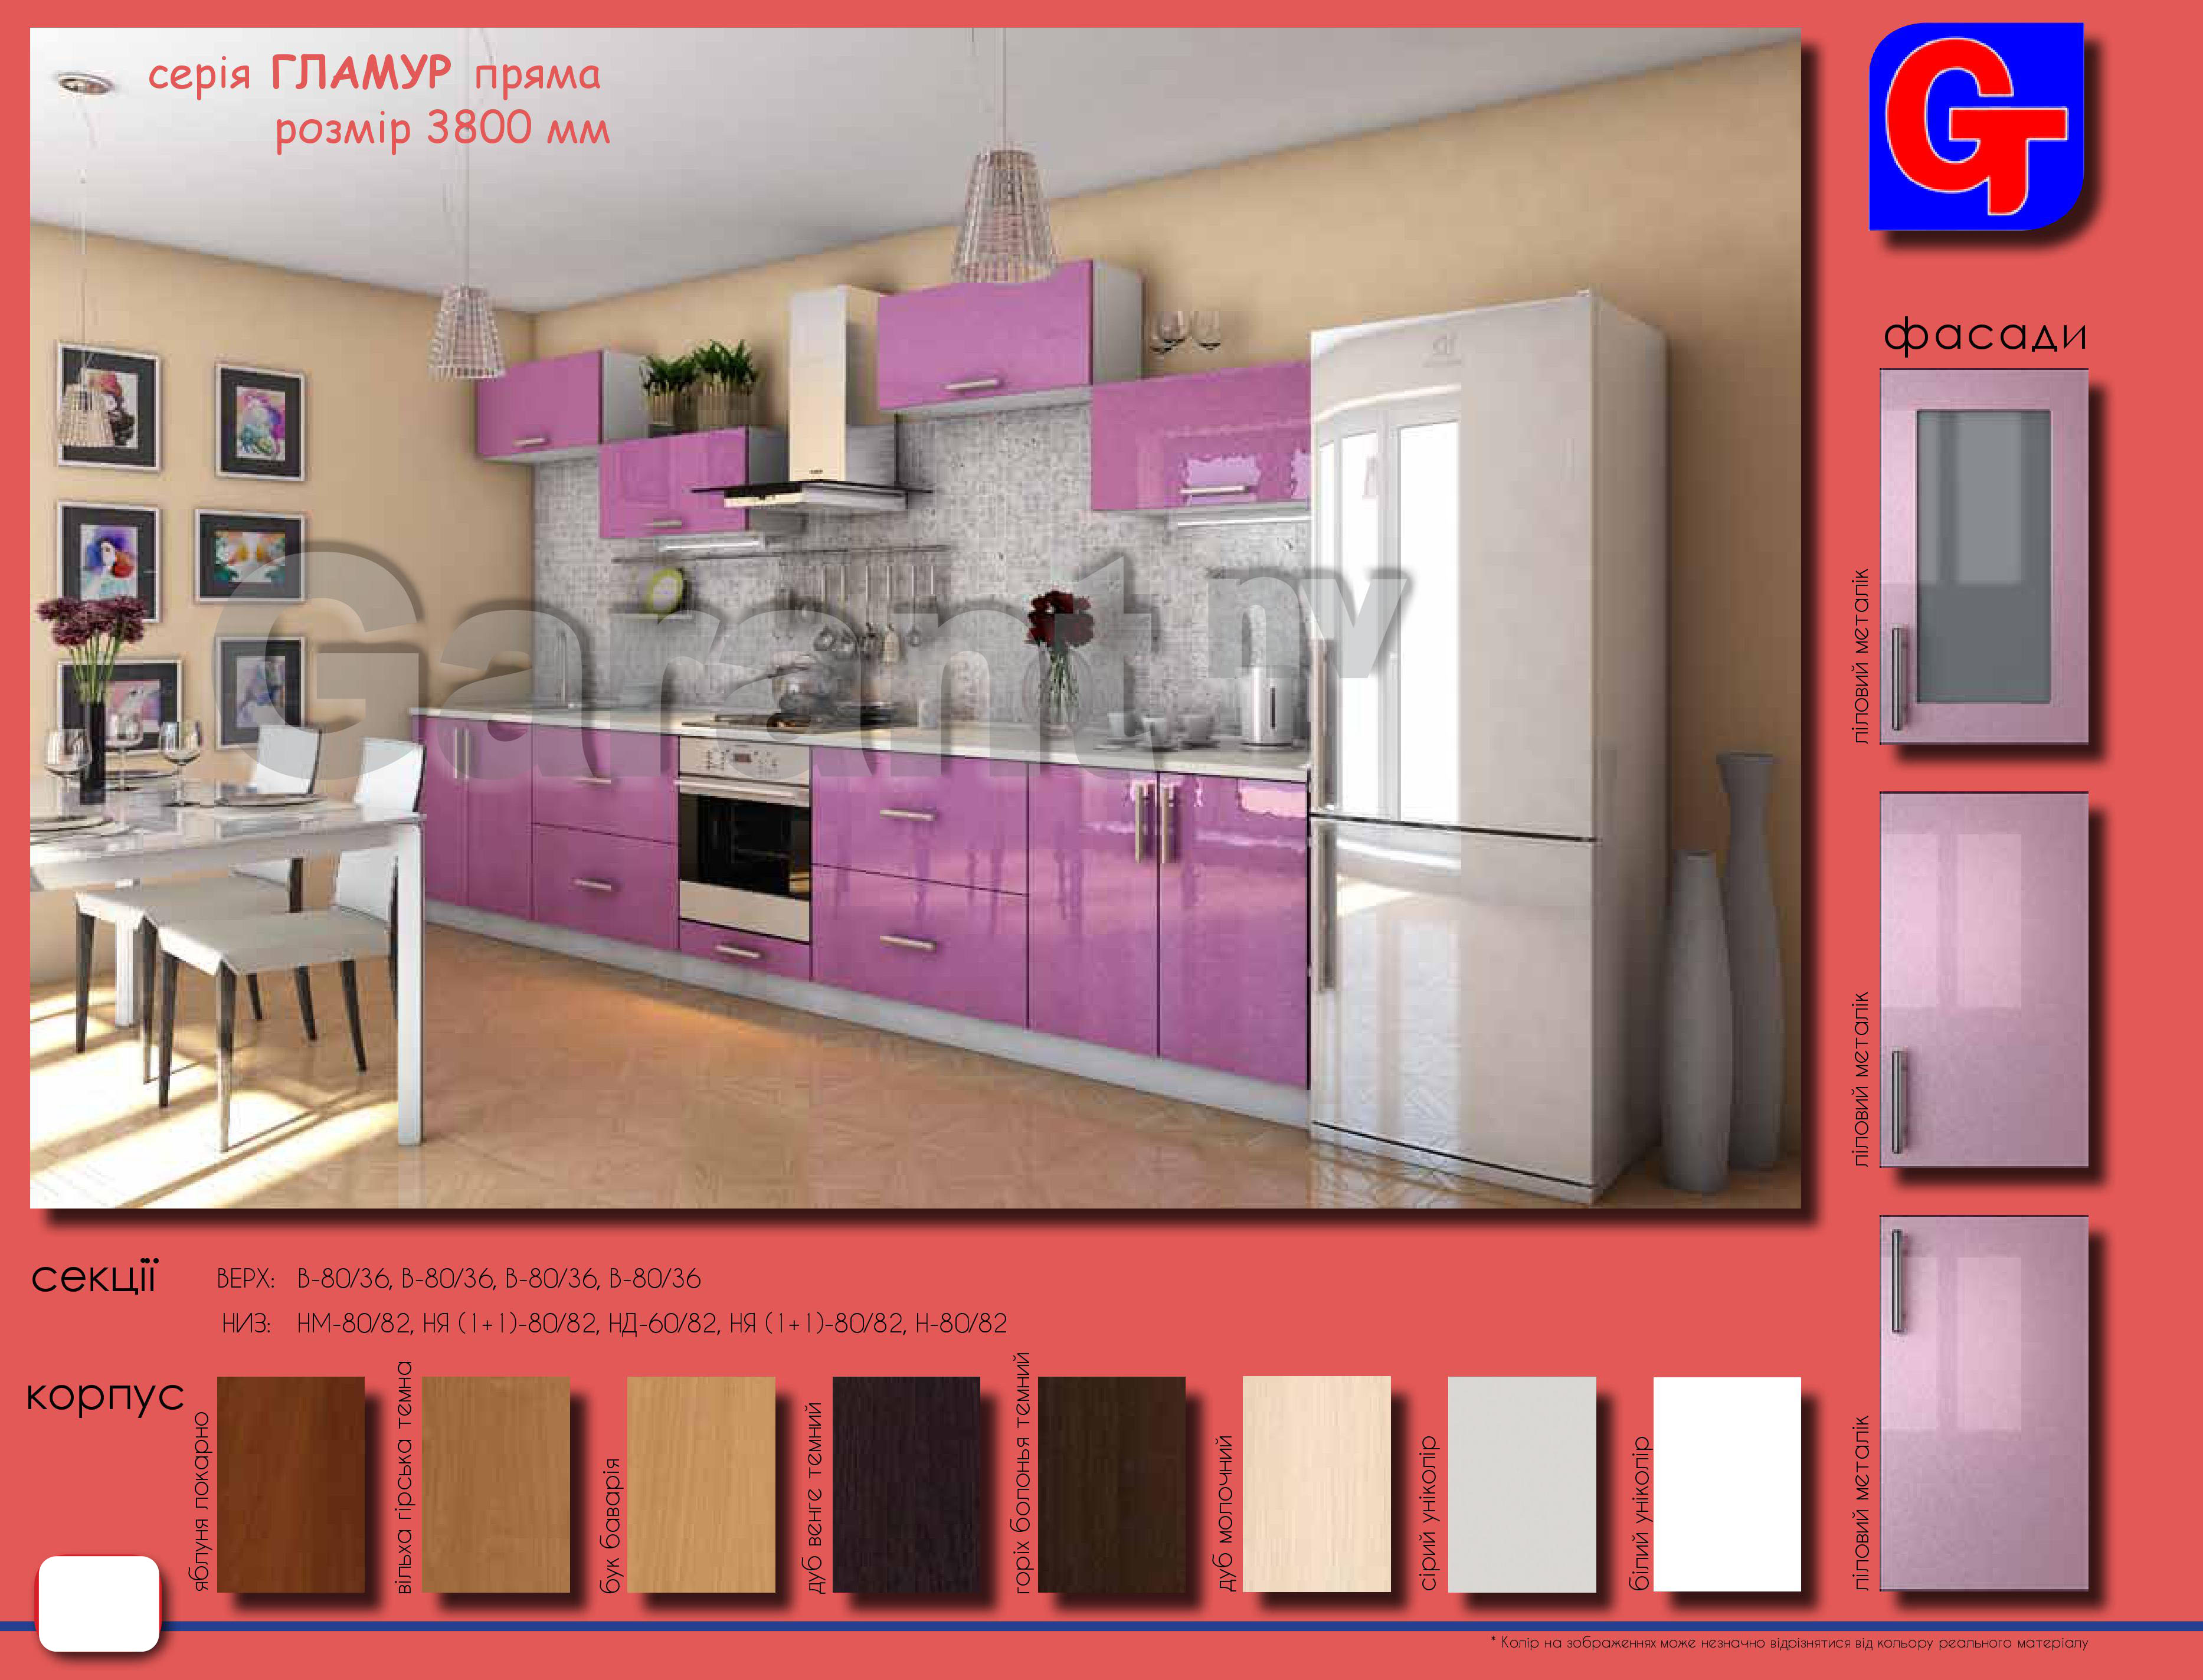 серія ГЛАМУР пряма
розмір 3800 мм
GT
фасади
ліловий металік
ліловий металік
ліловий металік
Garant nv
секції
ВЕРХ: В-80/36, В-80/36, В-80/36, В-80/36
НИЗ: НМ-80/82, НЯ (1+1)-80/82, НД-60/82, НЯ (1+1)-80/82, Н-80/82
корпус
яблуня локарно
вільха гірська темна
бук баварія
дуб венге темний
горіх болонья темний
дуб молочний
сірий уніколір
білий уніколір
* Колір на зображеннях може незначно відрізнятися від кольору реального матеріалу